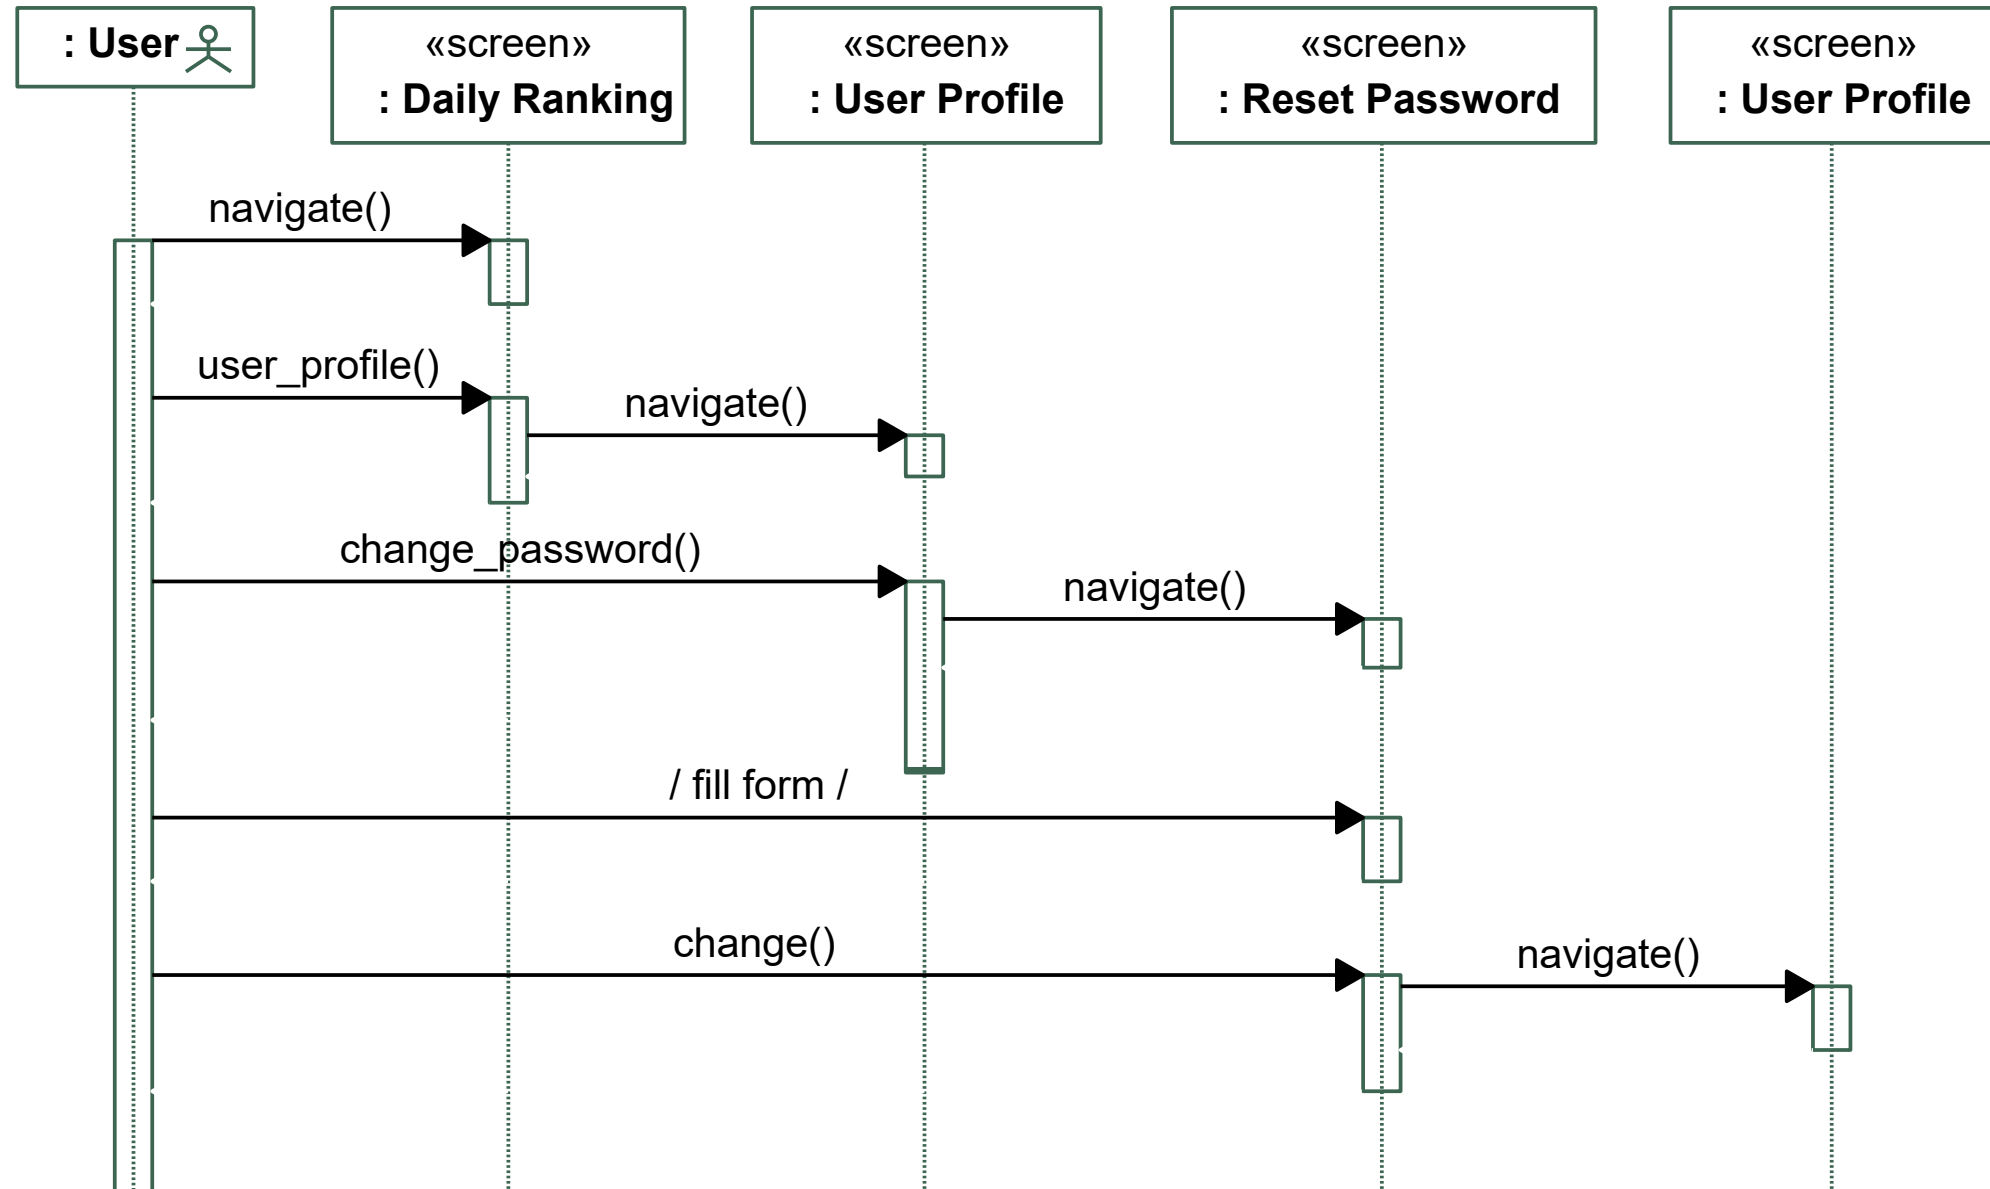 : User
«screen»
: Daily Ranking
«screen»
: User Profile
«screen»
: Reset Password
«screen»
: User Profile
navigate()
user_profile()
navigate()
change_password()
navigate()
/ fill form /
change()
navigate()